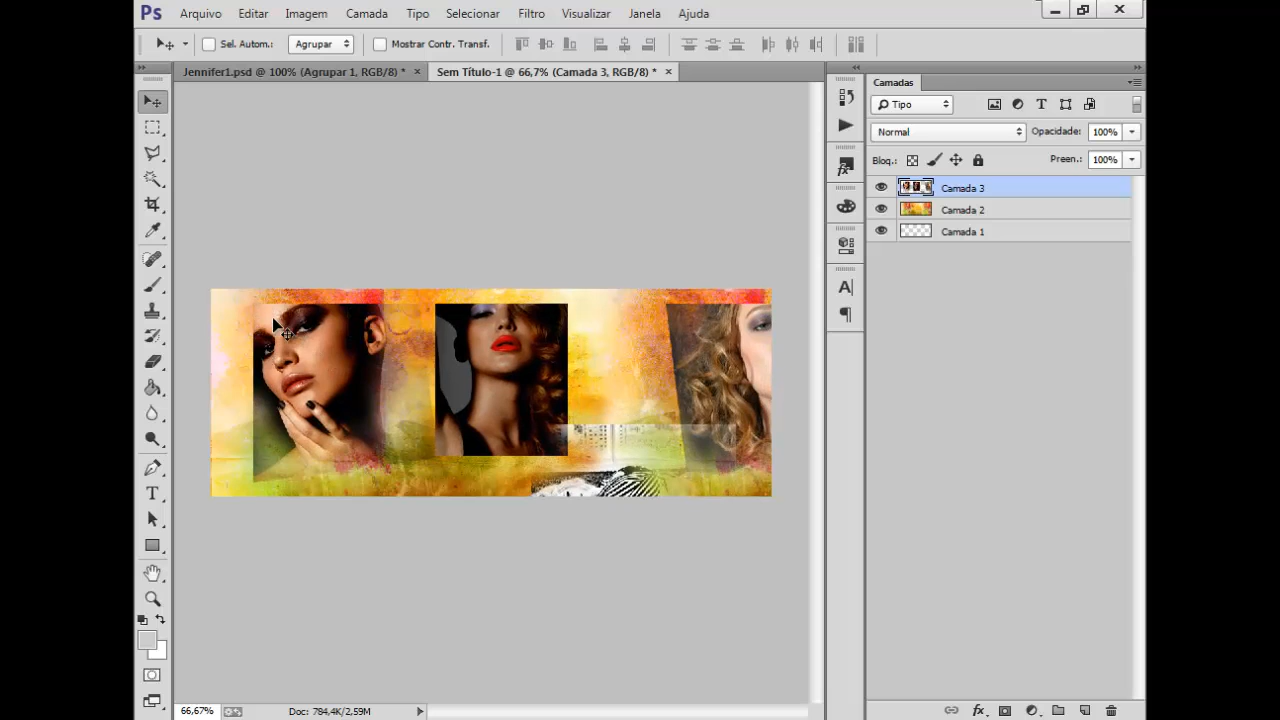 Ps Arquivo Editar Imagem Camada Tipo Selecionar Filtro Visualizar Janela Ajuda
Sel. Autom.: Agrupar Mostrar Contr. Transf.
Jennifer1.psd @ 100% (Agrupar 1, RGB/8) * × Sem Título-1 @ 66,7% (Camada 3, RGB/8) * ×
Camadas
Tipo
Normal Opacidade: 100%
Bloq.: Preen.: 100%
Camada 3
Camada 2
Camada 1
66,67% Doc: 784,4K/2,59M